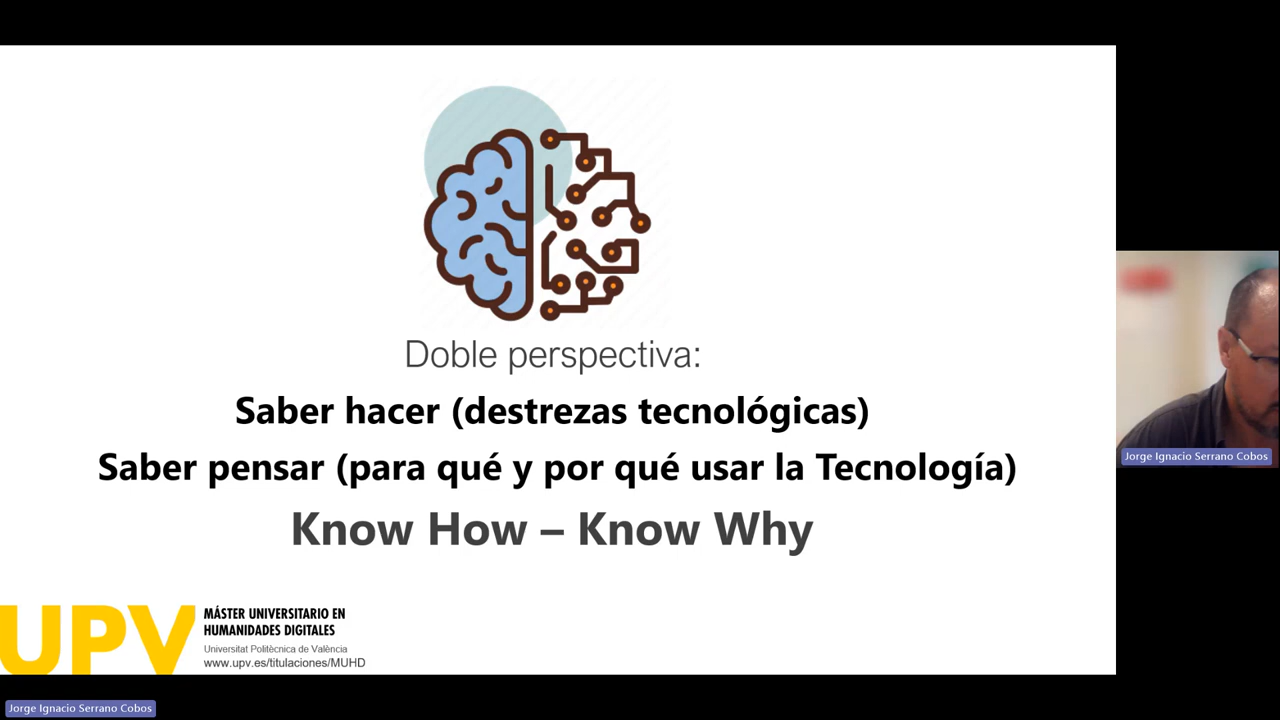 Doble perspectiva:
Saber hacer (destrezas tecnológicas)
Saber pensar (para qué y por qué usar la Tecnología)
Know How – Know Why
UPV
MÁSTER UNIVERSITARIO EN
HUMANIDADES DIGITALES
Universitat Politècnica de València
www.upv.es/titulaciones/MUHD
Jorge Ignacio Serrano Cobos
Jorge Ignacio Serrano Cobos